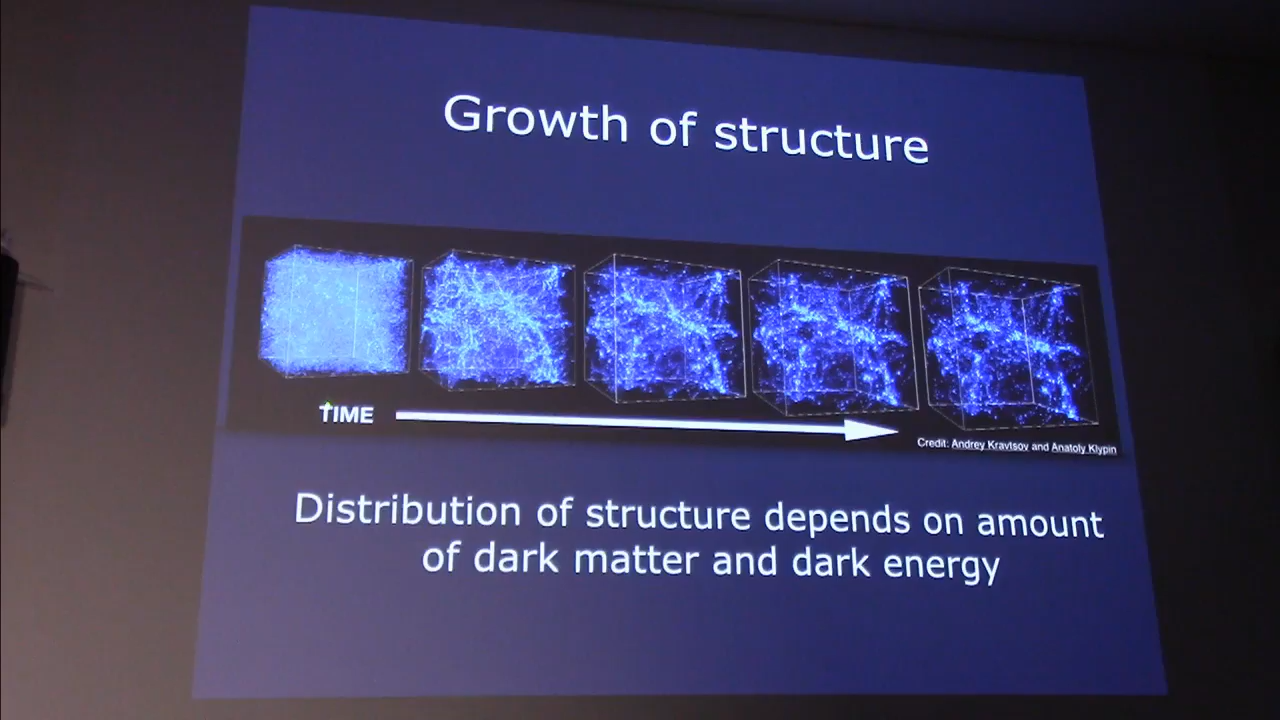 Growth of structure
TIME
Credit: Andrey Kravtsov and Anatoly Klypin
Distribution of structure depends on amount
of dark matter and dark energy